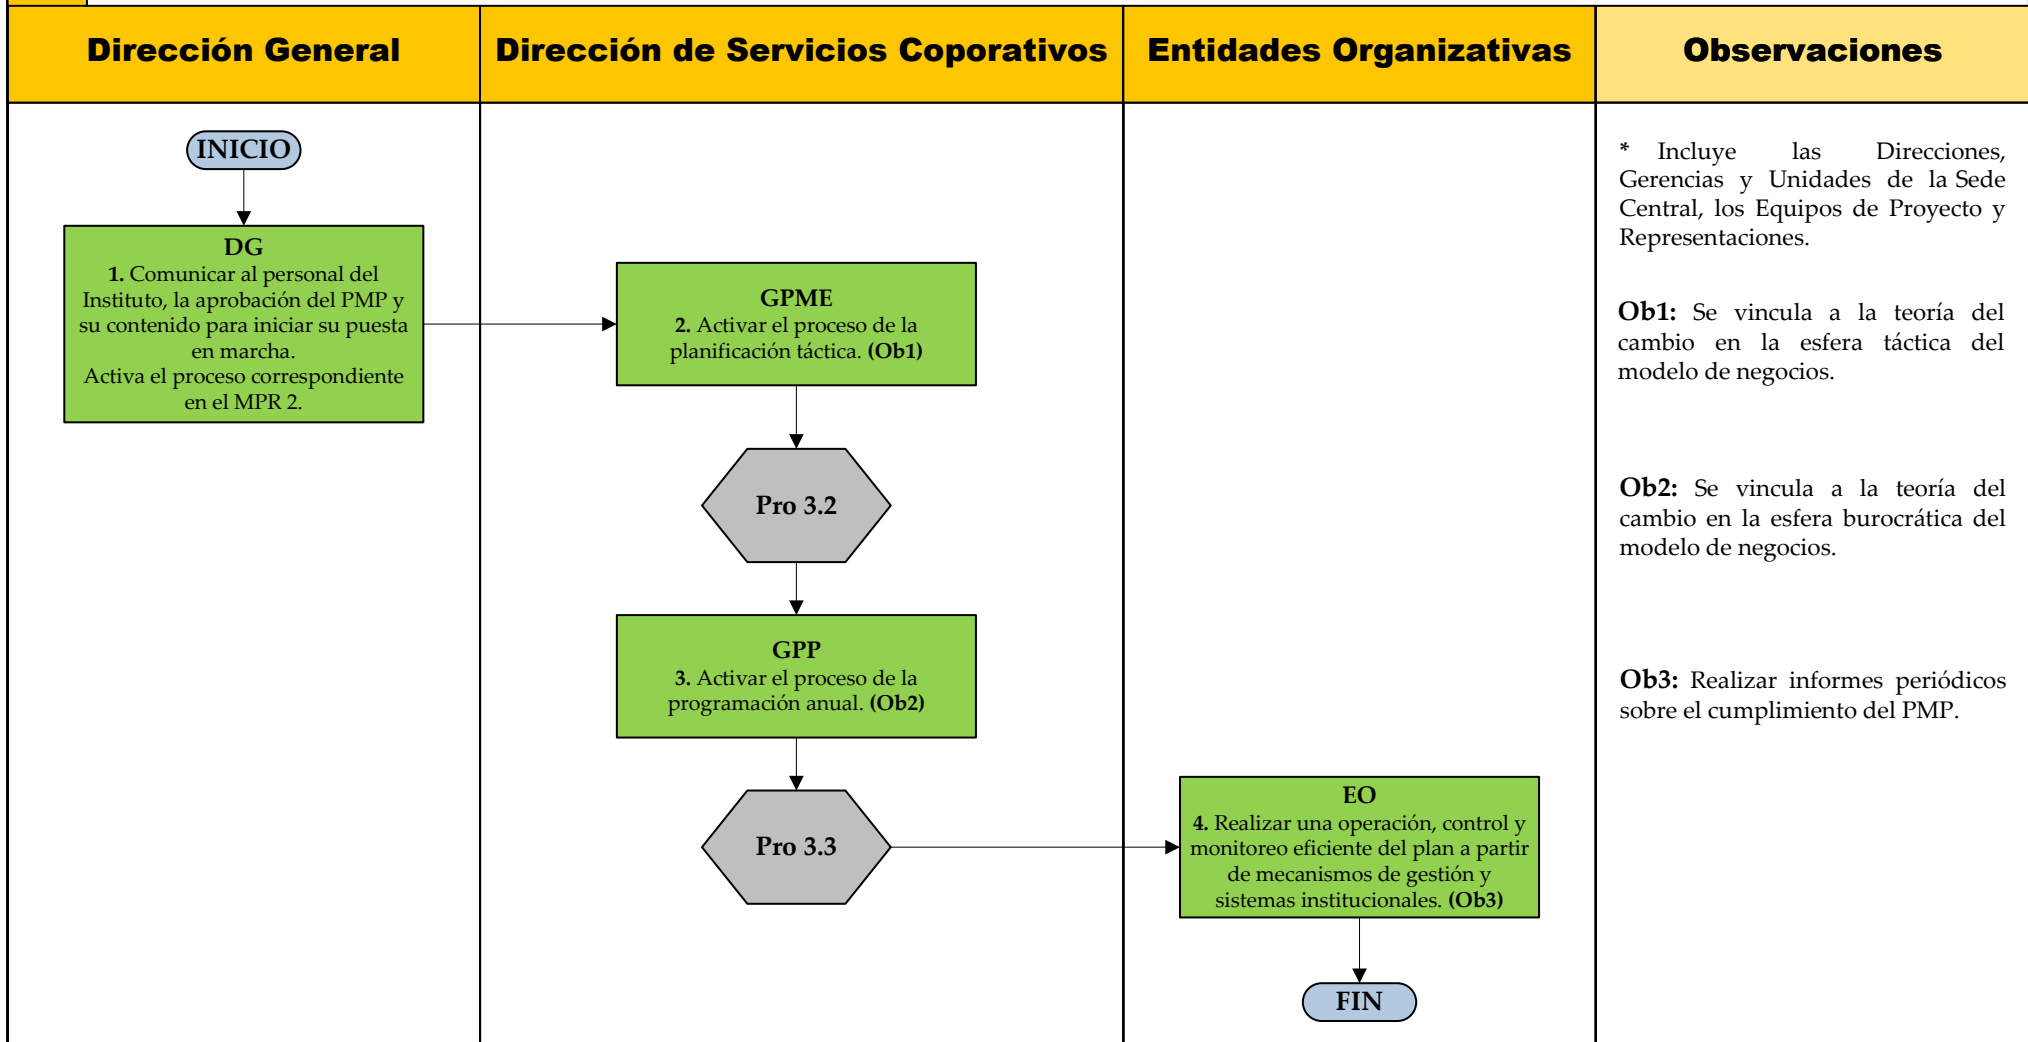 Dirección General
Dirección de Servicios Coporativos
Entidades Organizativas
Observaciones
INICIO
DG
1. Comunicar al personal del
Instituto, la aprobación del PMP y
su contenido para iniciar su puesta
en marcha.
Activa el proceso correspondiente
en el MPR 2.
GPME
2. Activar el proceso de la
planificación táctica. (Ob1)
Pro 3.2
GPP
3. Activar el proceso de la
programación anual. (Ob2)
Pro 3.3
EO
4. Realizar una operación, control y
monitoreo eficiente del plan a partir
de mecanismos de gestión y
sistemas institucionales. (Ob3)
FIN
* Incluye las Direcciones,
Gerencias y Unidades de la Sede
Central, los Equipos de Proyecto y
Representaciones.
Ob1: Se vincula a la teoría del
cambio en la esfera táctica del
modelo de negocios.
Ob2: Se vincula a la teoría del
cambio en la esfera burocrática del
modelo de negocios.
Ob3: Realizar informes periódicos
sobre el cumplimiento del PMP.